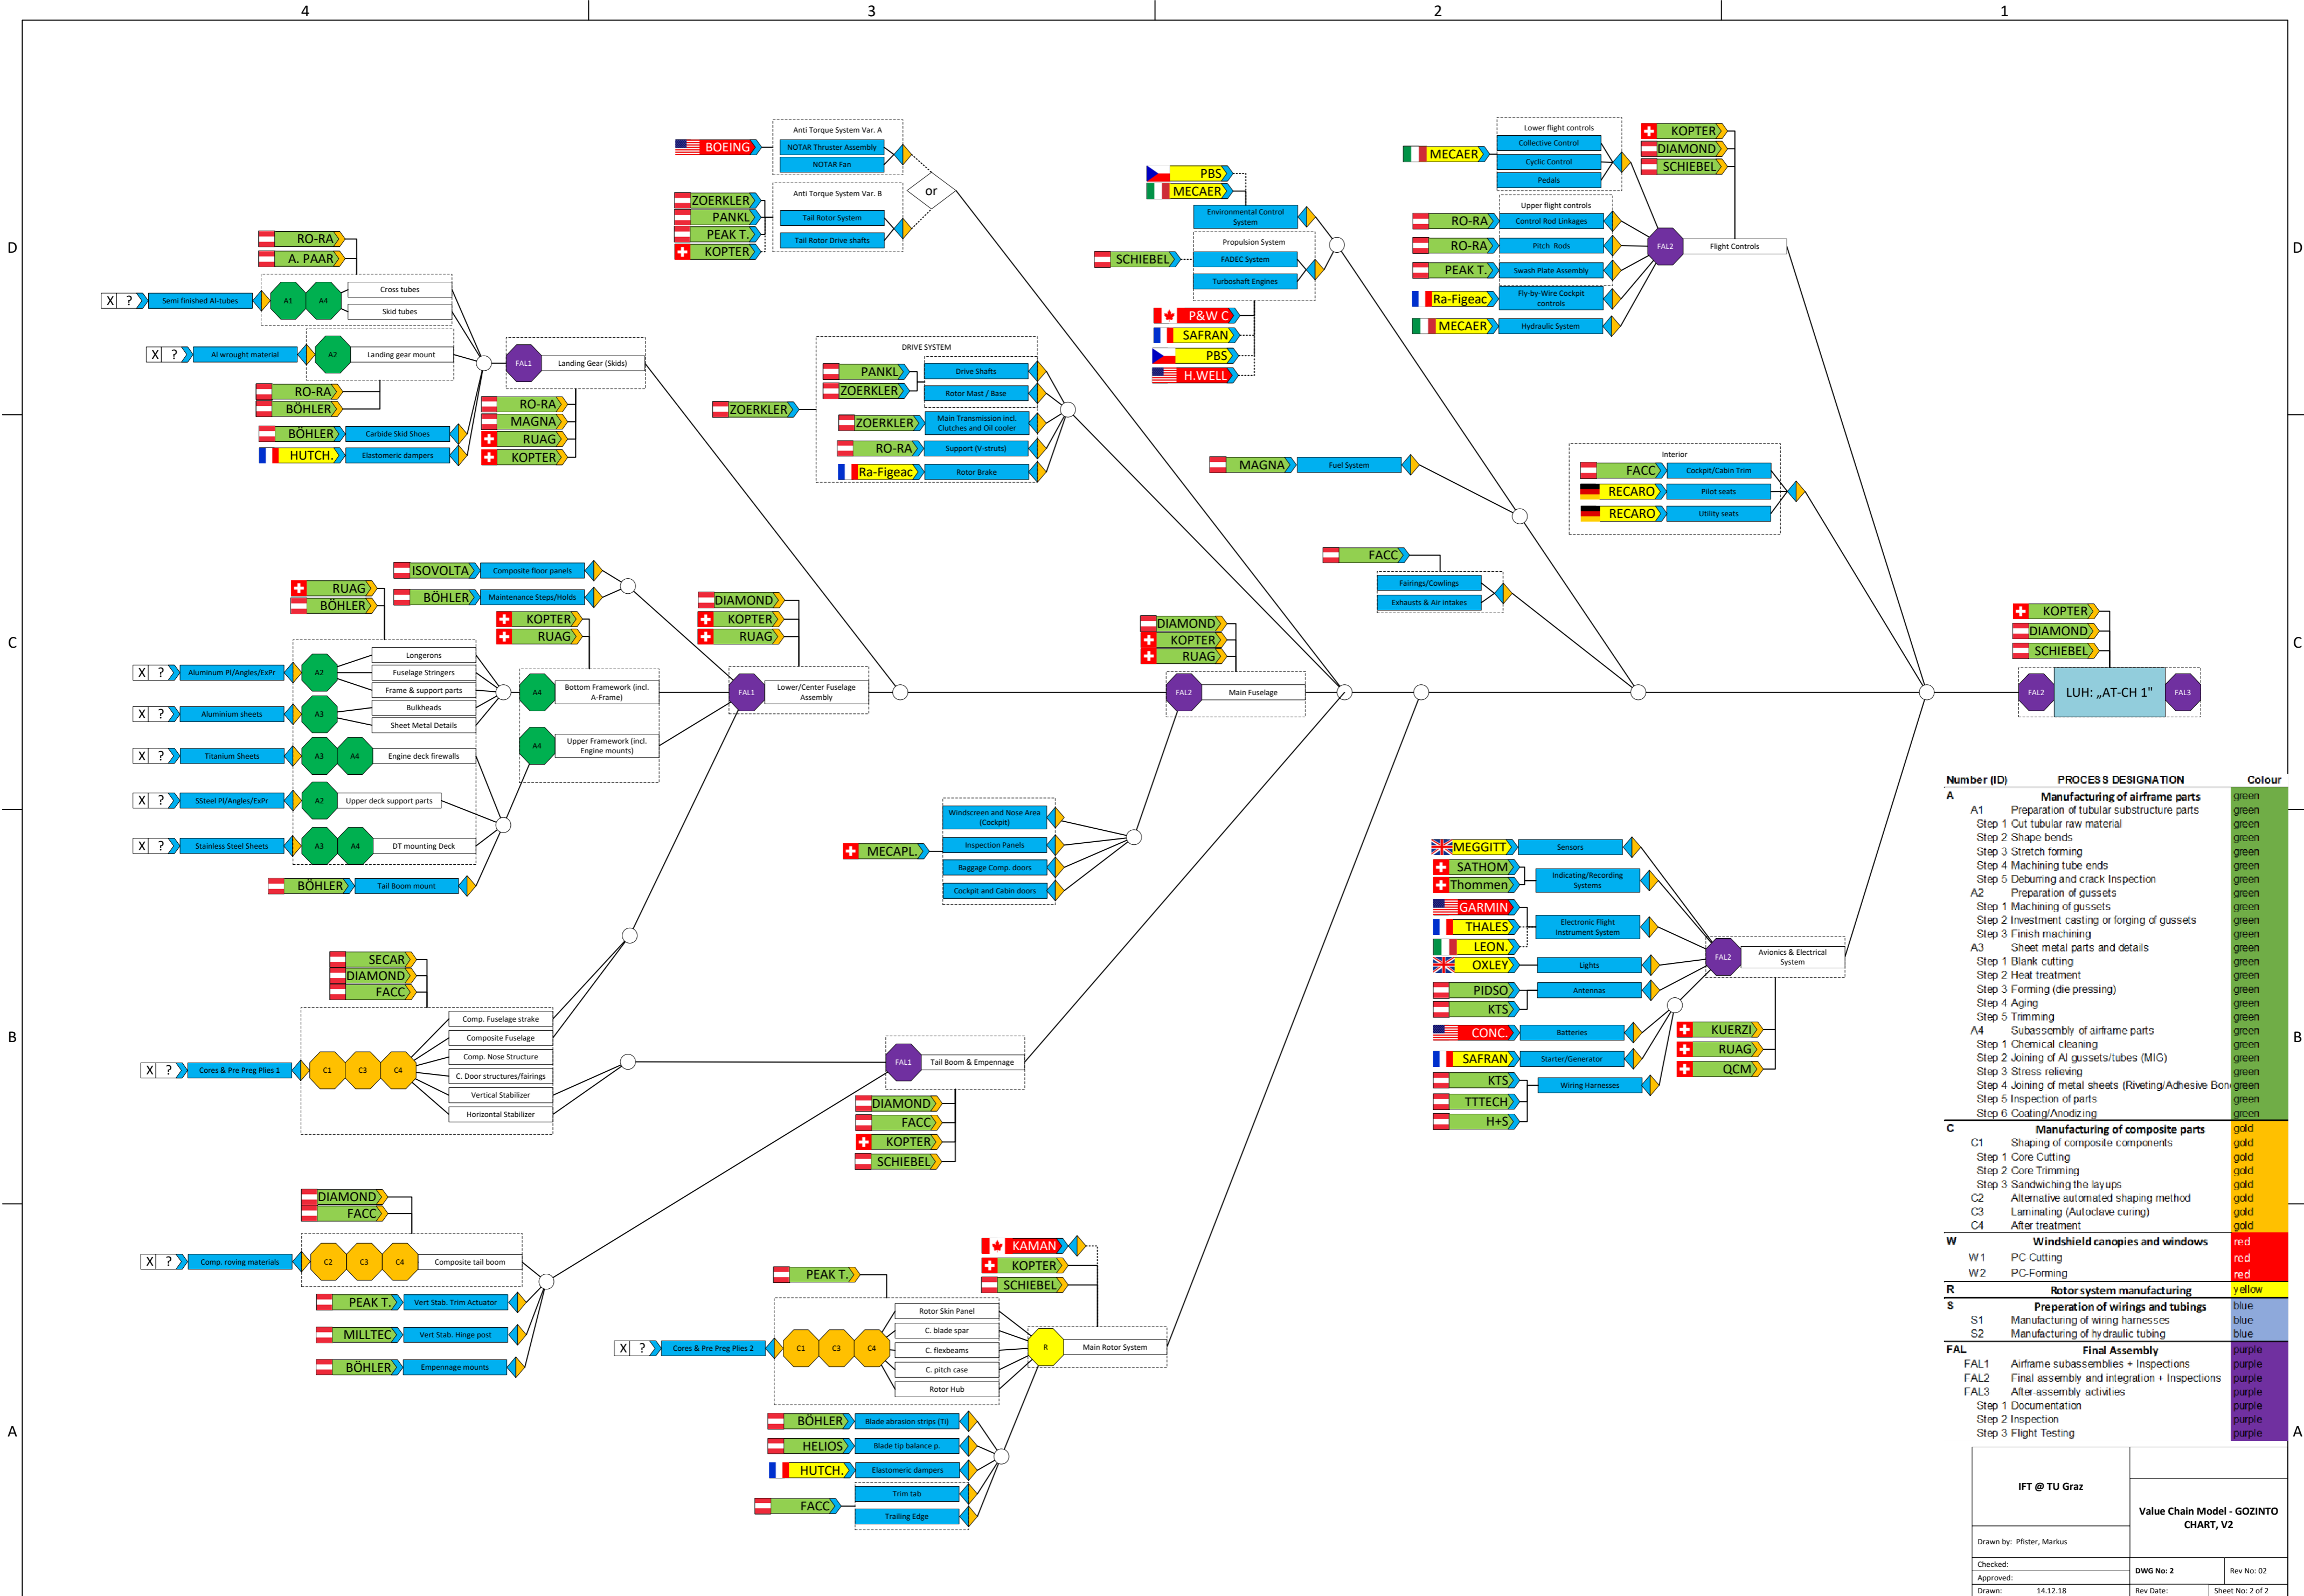 4
3
2
1
D
D
C
C
B
B
A
A
BOEING
Anti Torque System Var. A
NOTAR Thruster Assembly
NOTAR Fan
ZOERKLER
PANKL
PEAK T.
KOPTER
Anti Torque System Var. B
Tail Rotor System
Tail Rotor Drive shafts
or
PBS
MECAER
Environmental Control
System
SCHIEBEL
Propulsion System
FADEC System
Turboshaft Engines
P&W C
SAFRAN
PBS
H.WELL
MECAER
Lower flight controls
Collective Control
Cyclic Control
Pedals
KOPTER
DIAMOND
SCHIEBEL
Upper flight controls
RO-RA
Control Rod Linkages
RO-RA
Pitch Rods
PEAK T.
Swash Plate Assembly
Ra-Figeac
Fly-by-Wire Cockpit
controls
MECAER
Hydraulic System
FAL2
Flight Controls
RO-RA
A. PAAR
X ?
Semi finished Al-tubes
A1
A4
Cross tubes
Skid tubes
X ?
Al wrought material
A2
Landing gear mount
RO-RA
BÖHLER
BÖHLER
Carbide Skid Shoes
HUTCH.
Elastomeric dampers
FAL1
Landing Gear (Skids)
RO-RA
MAGNA
RUAG
KOPTER
DRIVE SYSTEM
ZOERKLER
PANKL
ZOERKLER
Drive Shafts
Rotor Mast / Base
ZOERKLER
Main Transmission incl.
Clutches and Oil cooler
RO-RA
Support (V-struts)
Ra-Figeac
Rotor Brake
MAGNA
Fuel System
Interior
FACC
Cockpit/Cabin Trim
RECARO
Pilot seats
RECARO
Utility seats
FACC
Fairings/Cowlings
Exhausts & Air intakes
RUAG
BÖHLER
ISOVOLTA
Composite floor panels
BÖHLER
Maintenance Steps/Holds
KOPTER
RUAG
DIAMOND
KOPTER
RUAG
DIAMOND
KOPTER
RUAG
KOPTER
DIAMOND
SCHIEBEL
X ?
Aluminum Pl/Angles/ExPr
A2
Longerons
Fuselage Stringers
Frame & support parts
X ?
Aluminium sheets
A3
Bulkheads
Sheet Metal Details
X ?
Titanium Sheets
A3
A4
Engine deck firewalls
X ?
SSteel Pl/Angles/ExPr
A2
Upper deck support parts
X ?
Stainless Steel Sheets
A3
A4
DT mounting Deck
BÖHLER
Tail Boom mount
A4
Bottom Framework (incl.
A-Frame)
A4
Upper Framework (incl.
Engine mounts)
FAL1
Lower/Center Fuselage
Assembly
FAL2
Main Fuselage
FAL2
LUH: „AT-CH 1"
FAL3
MECAPL.
Windscreen and Nose Area
(Cockpit)
Inspection Panels
Baggage Comp. doors
Cockpit and Cabin doors
SECAR
DIAMOND
FACC
X ?
Cores & Pre Preg Plies 1
C1
C3
C4
Comp. Fuselage strake
Composite Fuselage
Comp. Nose Structure
C. Door structures/fairings
Vertical Stabilizer
Horizontal Stabilizer
FAL1
Tail Boom & Empennage
DIAMOND
FACC
KOPTER
SCHIEBEL
MEGGITT
Sensors
SATHOM
Thommen
Indicating/Recording
Systems
GARMIN
THALES
LEON.
Electronic Flight
Instrument System
OXLEY
Lights
PIDSO
KTS
Antennas
CONC.
Batteries
SAFRAN
Starter/Generator
KTS
TTTECH
H+S
Wiring Harnesses
FAL2
Avionics & Electrical
System
KUERZI
RUAG
QCM
DIAMOND
FACC
X ?
Comp. roving materials
C2
C3
C4
Composite tail boom
PEAK T.
Vert Stab. Trim Actuator
MILLTEC
Vert Stab. Hinge post
BÖHLER
Empennage mounts
KAMAN
KOPTER
SCHIEBEL
PEAK T.
X ?
Cores & Pre Preg Plies 2
C1
C3
C4
Rotor Skin Panel
C. blade spar
C. flexbeams
C. pitch case
Rotor Hub
R
Main Rotor System
BÖHLER
Blade abrasion strips (Ti)
HELIOS
Blade tip balance p.
HUTCH.
Elastomeric dampers
FACC
Trim tab
Trailing Edge
Number (ID) PROCESS DESIGNATION Colour
A Manufacturing of airframe parts green
A1 Preparation of tubular substructure parts green
Step 1 Cut tubular raw material green
Step 2 Shape bends green
Step 3 Stretch forming green
Step 4 Machining tube ends green
Step 5 Deburring and crack Inspection green
A2 Preparation of gussets green
Step 1 Machining of gussets green
Step 2 Investment casting or forging of gussets green
Step 3 Finish machining green
A3 Sheet metal parts and details green
Step 1 Blank cutting green
Step 2 Heat treatment green
Step 3 Forming (die pressing) green
Step 4 Aging green
Step 5 Trimming green
A4 Subassembly of airframe parts green
Step 1 Chemical cleaning green
Step 2 Joining of Al gussets/tubes (MIG) green
Step 3 Stress relieving green
Step 4 Joining of metal sheets (Riveting/Adhesive Bon green
Step 5 Inspection of parts green
Step 6 Coating/Anodizing green
C Manufacturing of composite parts gold
C1 Shaping of composite components gold
Step 1 Core Cutting gold
Step 2 Core Trimming gold
Step 3 Sandwiching the layups gold
C2 Alternative automated shaping method gold
C3 Laminating (Autoclave curing) gold
C4 After treatment gold
W Windshield canopies and windows red
W1 PC-Cutting red
W2 PC-Forming red
R Rotor system manufacturing yellow
S Preperation of wirings and tubings blue
S1 Manufacturing of wiring harnesses blue
S2 Manufacturing of hydraulic tubing blue
FAL Final Assembly purple
FAL1 Airframe subassemblies + Inspections purple
FAL2 Final assembly and integration + Inspections purple
FAL3 After-assembly activities purple
Step 1 Documentation purple
Step 2 Inspection purple
Step 3 Flight Testing purple
IFT @ TU Graz
Value Chain Model - GOZINTO
CHART, V2
Drawn by: Pfister, Markus
Checked:
Approved:
DWG No: 2
Rev No: 02
Drawn: 14.12.18
Rev Date:
Sheet No: 2 of 2